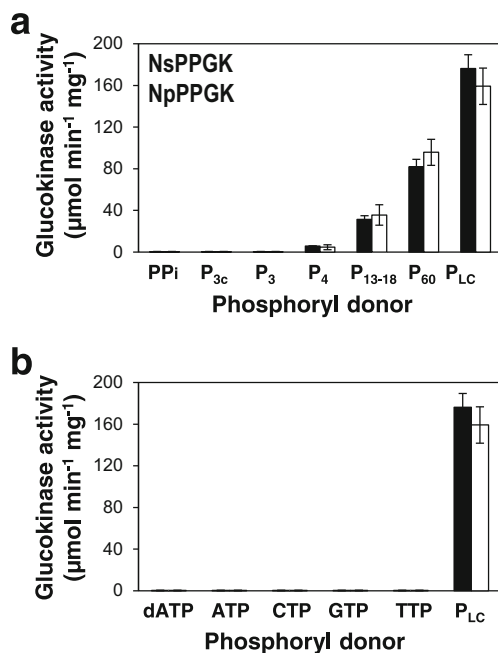 a
200
160
120
80
40
0
Glucokinase activity
(µmol min⁻¹ mg⁻¹)
NsPPGK
NpPPGK
PPi P₃c P₃ P₄ P₁₃₋₁₈ P₆₀ P_LC
Phosphoryl donor
b
200
160
120
80
40
0
Glucokinase activity
(µmol min⁻¹ mg⁻¹)
dATP ATP CTP GTP TTP P_LC
Phosphoryl donor